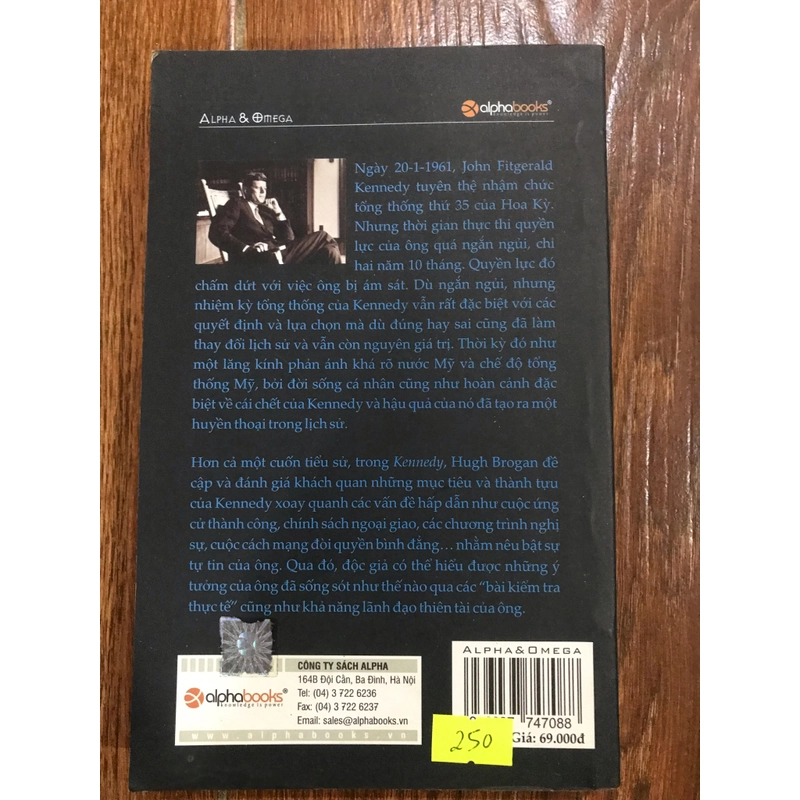 ALPHA & OMEGA
alphabooks®
knowledge is power
Ngày 20-1-1961, John Fitgerald
Kennedy tuyên thệ nhậm chức
tổng thống thứ 35 của Hoa Kỳ.
Nhưng thời gian thực thi quyền
lực của ông quá ngắn ngủi, chỉ
hai năm 10 tháng. Quyền lực đó
chấm dứt với việc ông bị ám sát. Dù ngắn ngủi, nhưng
nhiệm kỳ tổng thống của Kennedy vẫn rất đặc biệt với các
quyết định và lựa chọn mà dù đúng hay sai cũng đã làm
thay đổi lịch sử và vẫn còn nguyên giá trị. Thời kỳ đó như
một lăng kính phản ánh khá rõ nước Mỹ và chế độ tổng
thống Mỹ, bởi đời sống cá nhân cũng như hoàn cảnh đặc
biệt về cái chết của Kennedy và hậu quả của nó đã tạo ra một
huyền thoại trong lịch sử.
Hơn cả một cuốn tiểu sử, trong Kennedy, Hugh Brogan đề
cập và đánh giá khách quan những mục tiêu và thành tựu
của Kennedy xoay quanh các vấn đề hấp dẫn như cuộc ứng
cử thành công, chính sách ngoại giao, các chương trình nghị
sự, cuộc cách mạng đòi quyền bình đẳng... nhằm nêu bật sự
tự tin của ông. Qua đó, độc giả có thể hiểu được những ý
tưởng của ông đã sống sót như thế nào qua các "bài kiểm tra
thực tế" cũng như khả năng lãnh đạo thiên tài của ông.
alphabooks®
knowledge is power
CÔNG TY SÁCH ALPHA
164B Đội Cấn, Ba Đình, Hà Nội
Tel: (04) 3 722 6236
Fax: (04) 3 722 6237
Email: sales@alphabooks.vn
www.alphabooks.vn
ALPHA&OMEGA
747088
Giá: 69.000đ
250